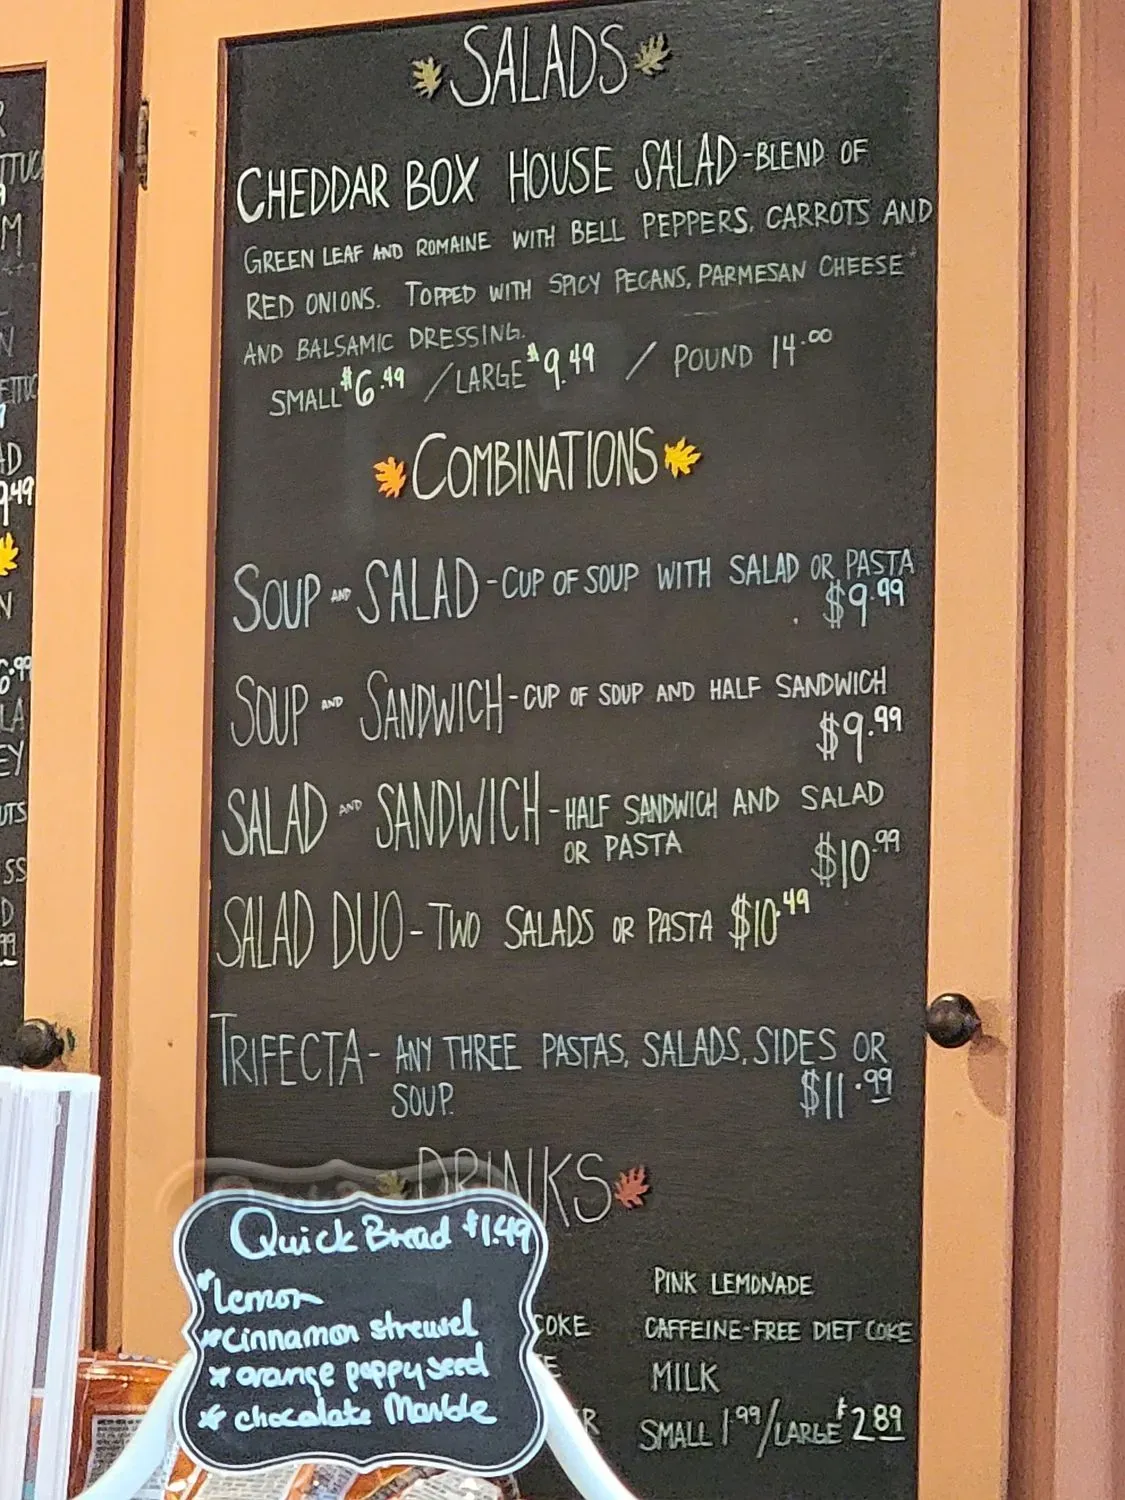 SALADS
CHEDDAR BOX HOUSE SALAD-BLEND OF
GREEN LEAF AND ROMAINE WITH BELL PEPPERS, CARROTS AND
RED ONIONS. TOPPED WITH SPICY PECANS, PARMESAN CHEESE
AND BALSAMIC DRESSING.
SMALL $6.49 / LARGE $9.49 / POUND 14.00
COMBINATIONS
SOUP AND SALAD - CUP OF SOUP WITH SALAD OR PASTA
$9.99
SOUP AND SANDWICH - CUP OF SOUP AND HALF SANDWICH
$9.99
SALAD AND SANDWICH - HALF SANDWICH AND SALAD
OR PASTA
$10.99
SALAD DUO - TWO SALADS OR PASTA $10.49
TRIFECTA - ANY THREE PASTAS, SALADS, SIDES OR
SOUP.
$11.99
DRINKS
PINK LEMONADE
COKE CAFFEINE-FREE DIET COKE
MILK
SMALL 1.99/LARGE $2.89
Quick Bread $1.49
*Lemon
*Cinnamon streusel
*orange poppy seed
*chocolate Marble
9.49